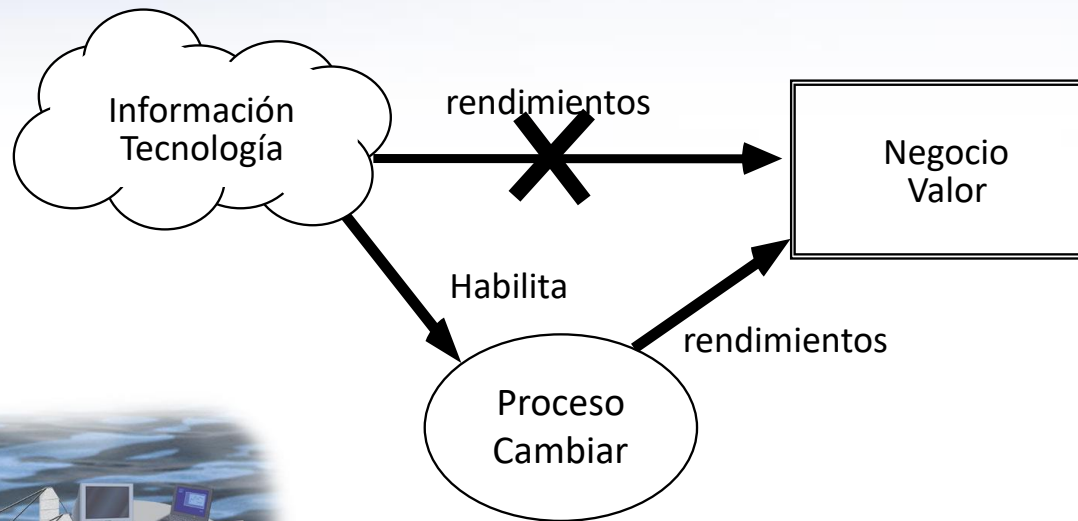 Información
Tecnología
rendimientos
Negocio
Valor
Habilita
rendimientos
Proceso
Cambiar